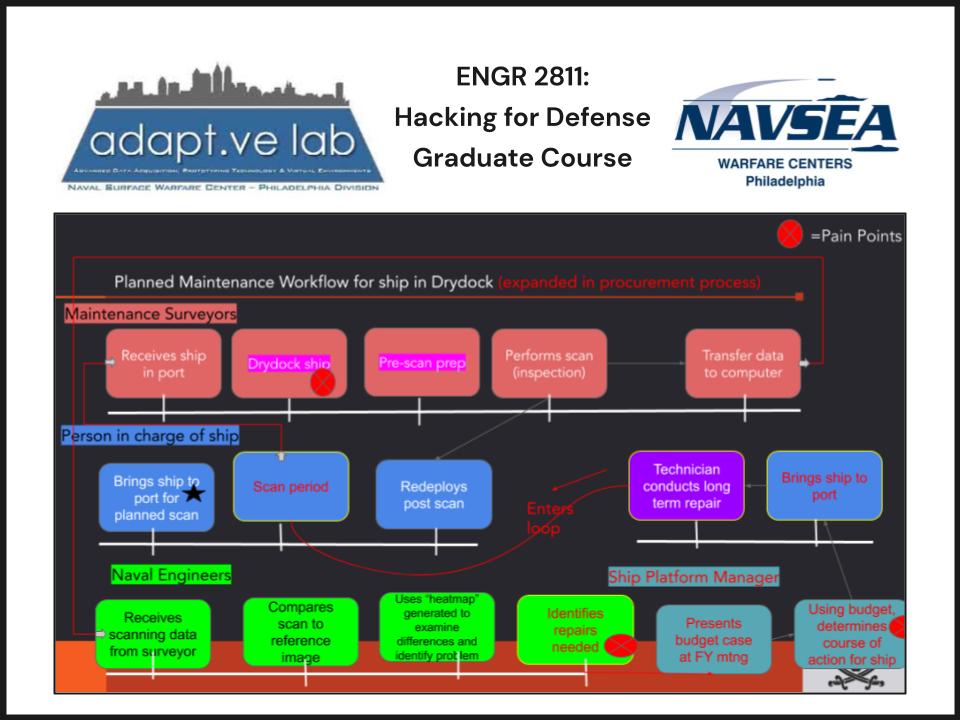 ENGR 2811:
Hacking for Defense
Graduate Course
adapt.ve lab
ADVANCED DATA ACQUISITION, PROTOTYPING TECHNOLOGY & VIRTUAL ENVIRONMENTS
NAVAL SURFACE WARFARE CENTER – PHILADELPHIA DIVISION
NAVSEA
WARFARE CENTERS
Philadelphia
=Pain Points
Planned Maintenance Workflow for ship in Drydock (expanded in procurement process)
Maintenance Surveyors
Receives ship
in port
Drydock ship
Pre-scan prep
Performs scan
(inspection)
Transfer data
to computer
Person in charge of ship
Brings ship to
port for
planned scan
Scan period
Redeploys
post scan
Enters
loop
Technician
conducts long
term repair
Brings ship to
port
Naval Engineers
Ship Platform Manager
Receives
scanning data
from surveyor
Compares
scan to
reference
image
Uses "heatmap"
generated to
examine
differences and
identify problem
Identifies
repairs
needed
Presents
budget case
at FY mtng
Using budget,
determines
course of
action for ship